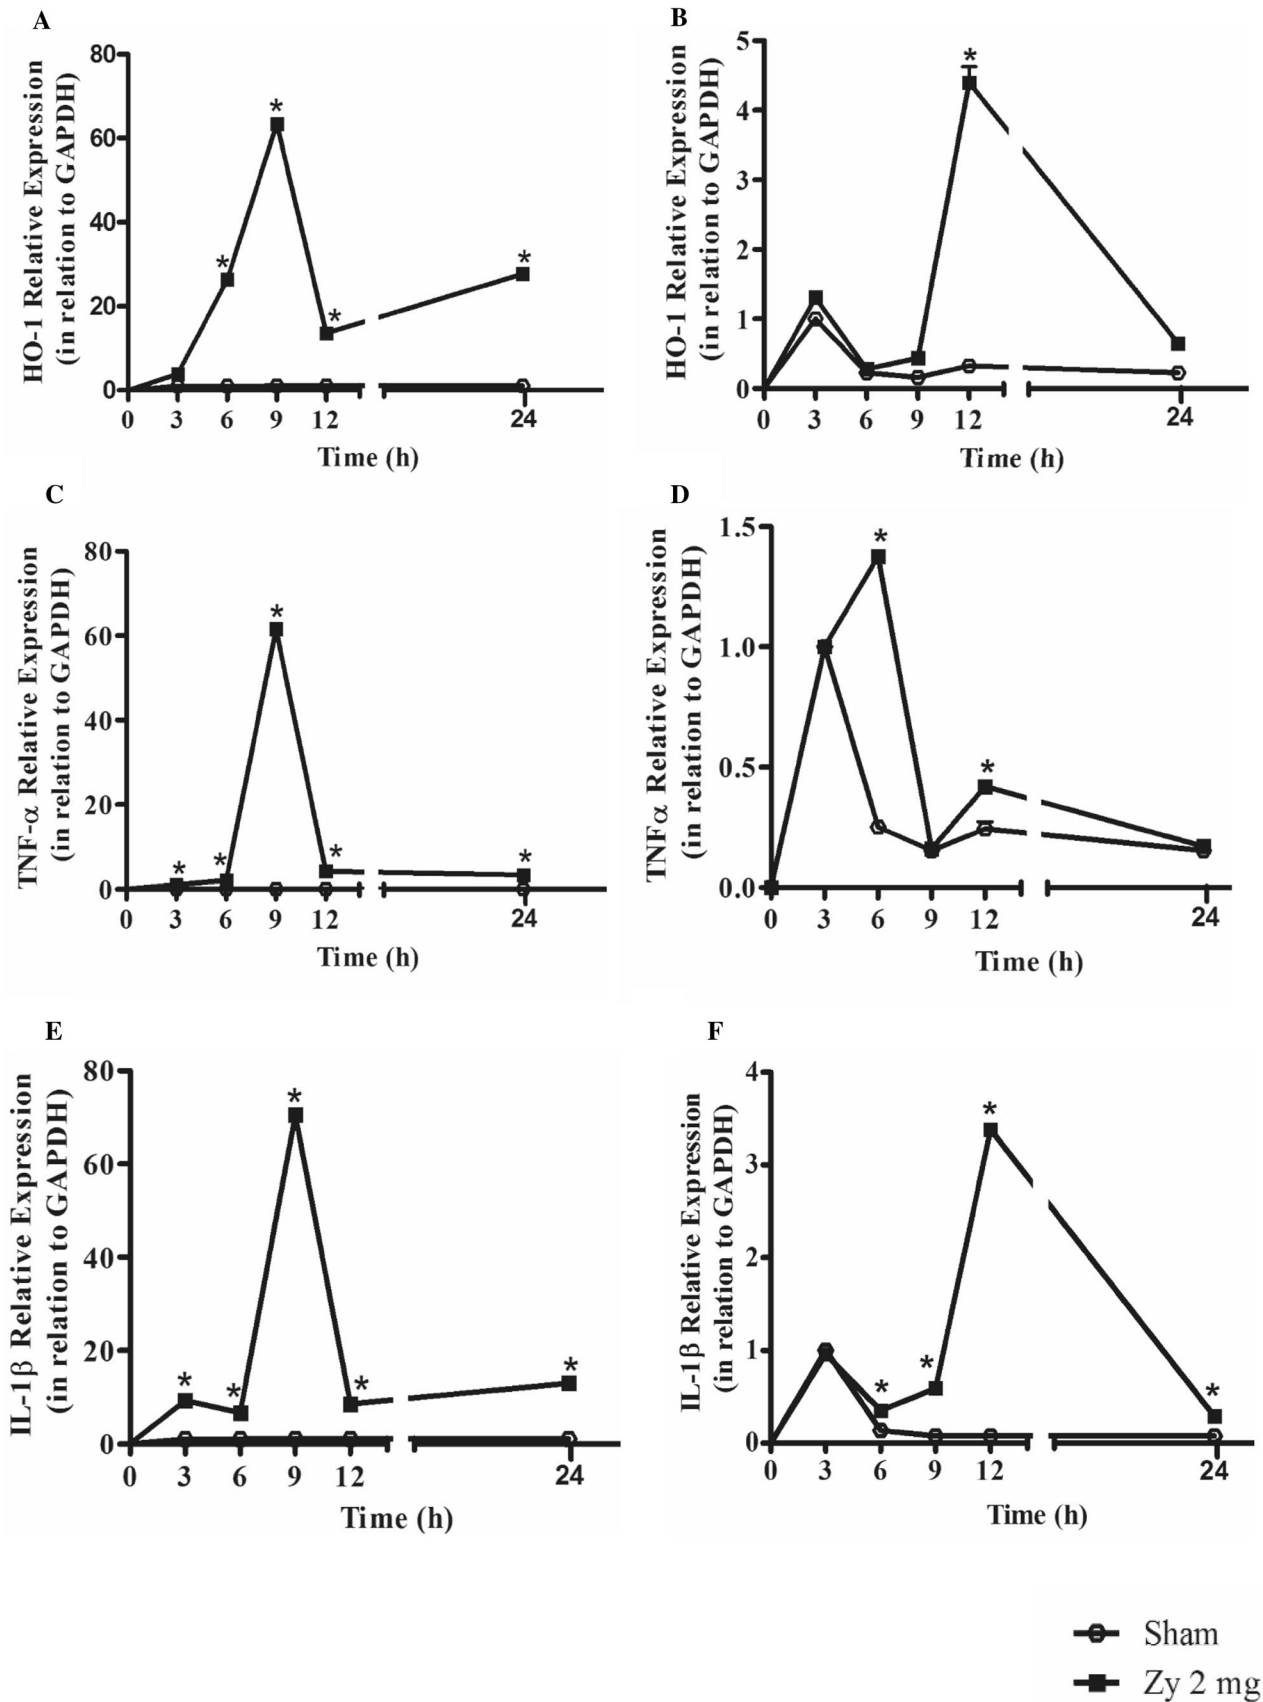 A
HO-1 Relative Expression
(in relation to GAPDH)
80
60
40
20
0
*
*
*
*
0 3 6 9 12 24
Time (h)
B
HO-1 Relative Expression
(in relation to GAPDH)
5
4
3
2
1
0
*
0 3 6 9 12 24
Time (h)
C
TNF-α Relative Expression
(in relation to GAPDH)
80
60
40
20
0
*
*
*
*
*
0 3 6 9 12 24
Time (h)
D
TNFα Relative Expression
(in relation to GAPDH)
1.5
1.0
0.5
0.0
*
*
0 3 6 9 12 24
Time (h)
E
IL-1β Relative Expression
(in relation to GAPDH)
80
60
40
20
0
*
*
*
*
*
0 3 6 9 12 24
Time (h)
F
IL-1β Relative Expression
(in relation to GAPDH)
4
3
2
1
0
*
*
*
*
0 3 6 9 12 24
Time (h)
Sham
Zy 2 mg